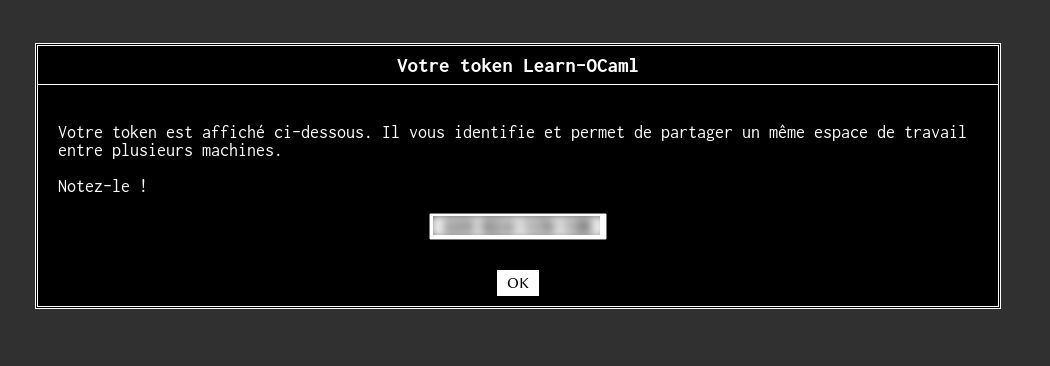 Votre token Learn-OCaml
Votre token est affiché ci-dessous. Il vous identifie et permet de partager un même espace de travail
entre plusieurs machines.
Notez-le !
OK